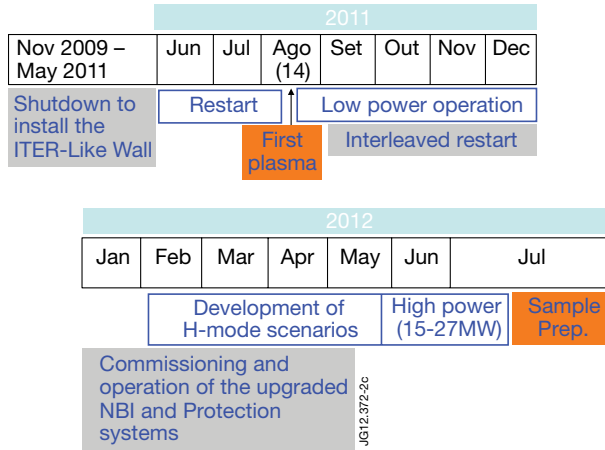 2011
Nov 2009 –
May 2011
Jun Jul Ago Set Out Nov Dec
(14)
Shutdown to
install the
ITER-Like Wall
Restart
Low power operation
First
plasma
Interleaved restart
2012
Jan Feb Mar Apr May Jun Jul
Development of
H-mode scenarios
High power
(15-27MW)
Sample
Prep.
Commissioning and
operation of the upgraded
NBI and Protection
systems
JG12.372-2c